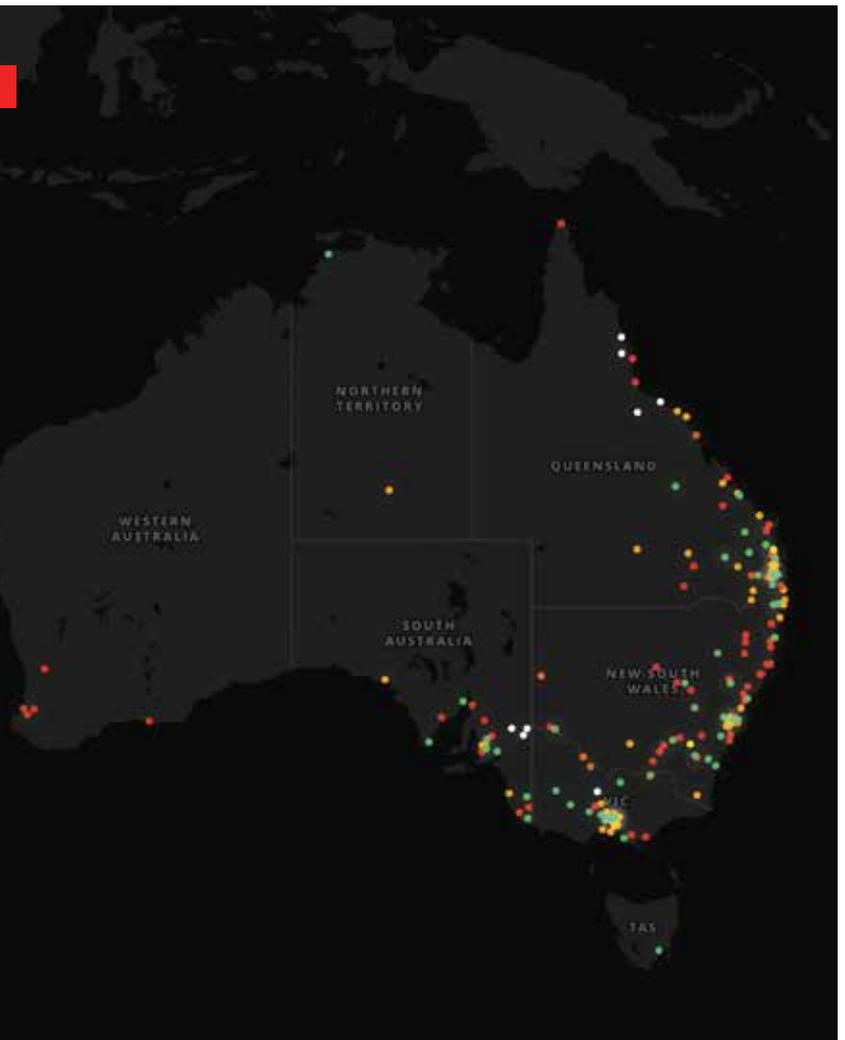 NORTHERN
TERRITORY
QUEENSLAND
WESTERN
AUSTRALIA
SOUTH
AUSTRALIA
NEW SOUTH
WALES
VIC
TAS